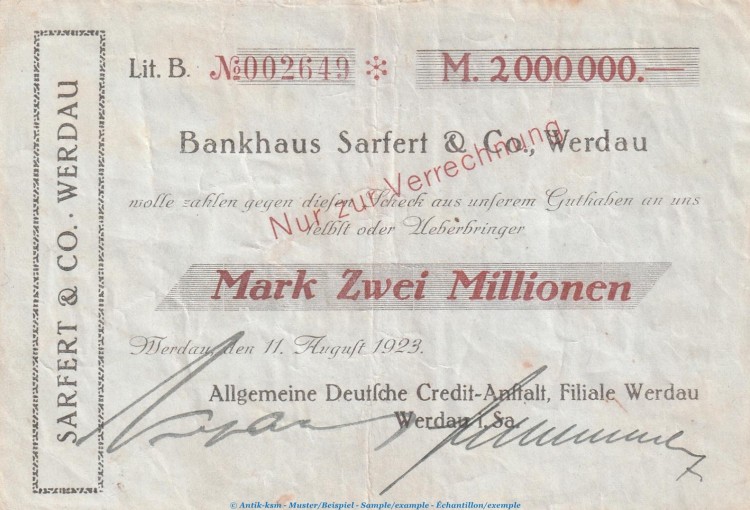 SARFERT & CO. · WERDAU
Lit. B. №002649 * M. 2000000.—
Bankhaus Sarfert & Co., Werdau
wolle zahlen gegen dieſen Scheck aus unſerem Guthaben an uns
ſelbſt oder Ueberbringer
Nur zur Verrechnung
Mark Zwei Millionen
Werdau, den 11. Auguſt 1923.
Allgemeine Deutſche Credit-Anſtalt, Filiale Werdau
Werdau i. Sa.
© Antik-ksm - Muster/Beispiel - Sample/example - Échantillon/exemple